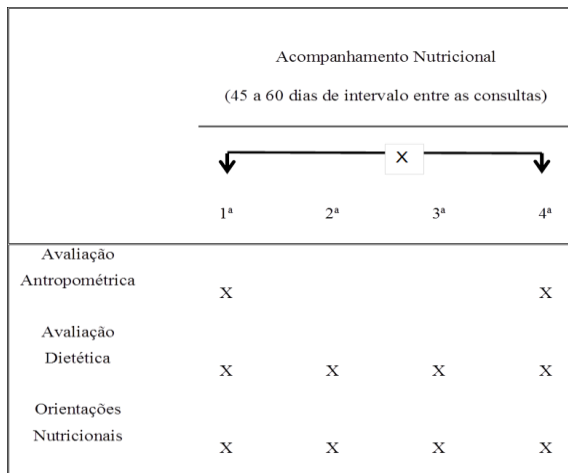 Acompanhamento Nutricional
(45 a 60 dias de intervalo entre as consultas)
X
1ª 2ª 3ª 4ª
Avaliação
Antropométrica
X X
Avaliação
Dietética
X X X X
Orientações
Nutricionais
X X X X